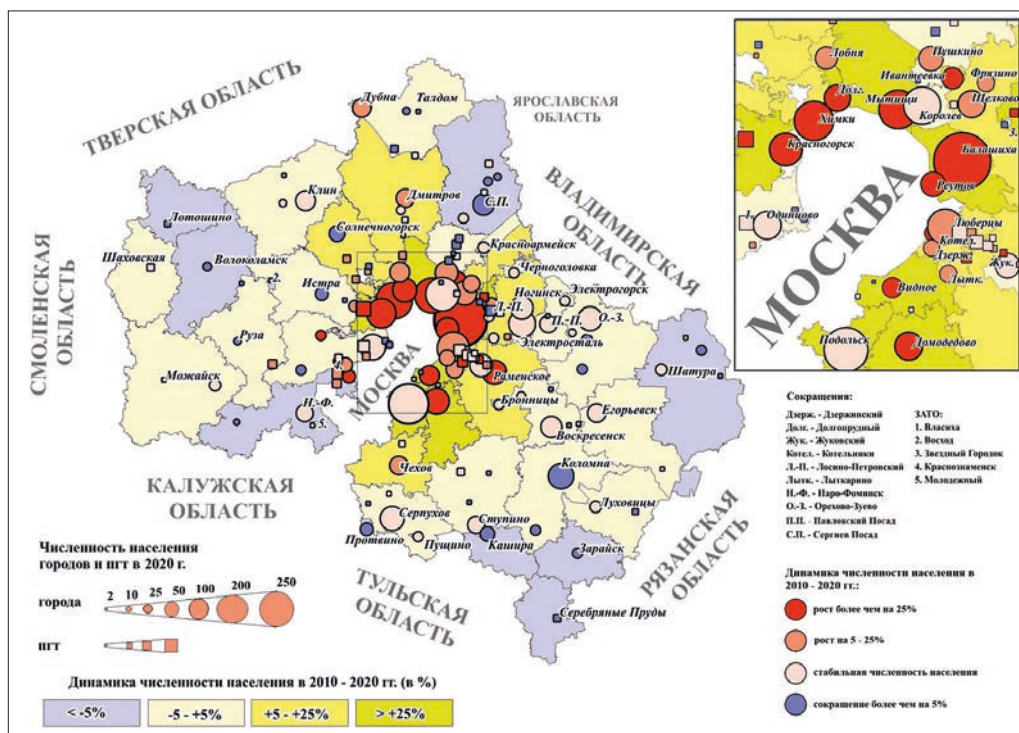 ТВЕРСКАЯ ОБЛАСТЬ
ЯРОСЛАВСКАЯ
ОБЛАСТЬ
ВЛАДИМИРСКАЯ
ОБЛАСТЬ
СМОЛЕНСКАЯ
ОБЛАСТЬ
КАЛУЖСКАЯ
ОБЛАСТЬ
ТУЛЬСКАЯ
ОБЛАСТЬ
РЯЗАНСКАЯ
ОБЛАСТЬ
МОСКВА
Дубна
Талдом
Клин
Дмитров
С.П.
Лотошино
Солнечногорск
Красноармейск
Шаховская
Волоколамск
2.
Черноголовка
Истра
Ногинск
Электрогорск
Л.-П.
П.-П.
О.-З.
Руза
Электросталь
4.
Можайск
Раменское
Шатура
Н.-Ф.
5.
Бронницы
Егорьевск
Воскресенск
Чехов
Коломна
Серпухов
Луховицы
Протвино
Ступино
Пущино
Кашира
Зарайск
Серебряные Пруды
Лобня
Пушкино
Ивантеевка
Фрязино
Долг.
Мытищи
Щелково
Химки
Королев
3.
Красногорск
Балашиха
Реутов
МОСКВА
1.
Одинцово
Люберцы
Котел.
Дзерж.
Жук.
Лытк.
Видное
Подольск
Домодедово
Сокращения:
Дзерж. - Дзержинский
Долг. - Долгопрудный
Жук. - Жуковский
Котел. - Котельники
Л.-П. - Лосино-Петровский
Лытк. - Лыткарино
Н.-Ф. - Наро-Фоминск
О.-З. - Орехово-Зуево
П.П. - Павловский Посад
С.П. - Сергиев Посад
ЗАТО:
1. Власиха
2. Восход
3. Звездный Городок
4. Краснознаменск
5. Молодежный
Численность населения
городов и пгт в 2020 г.
2 10 25 50 100 200 250
города
пгт
Динамика численности населения в 2010 - 2020 гг. (в %)
< -5%
-5 - +5%
+5 - +25%
> +25%
Динамика численности населения в
2010 - 2020 гг.:
рост более чем на 25%
рост на 5 - 25%
стабильная численность населения
сокращение более чем на 5%